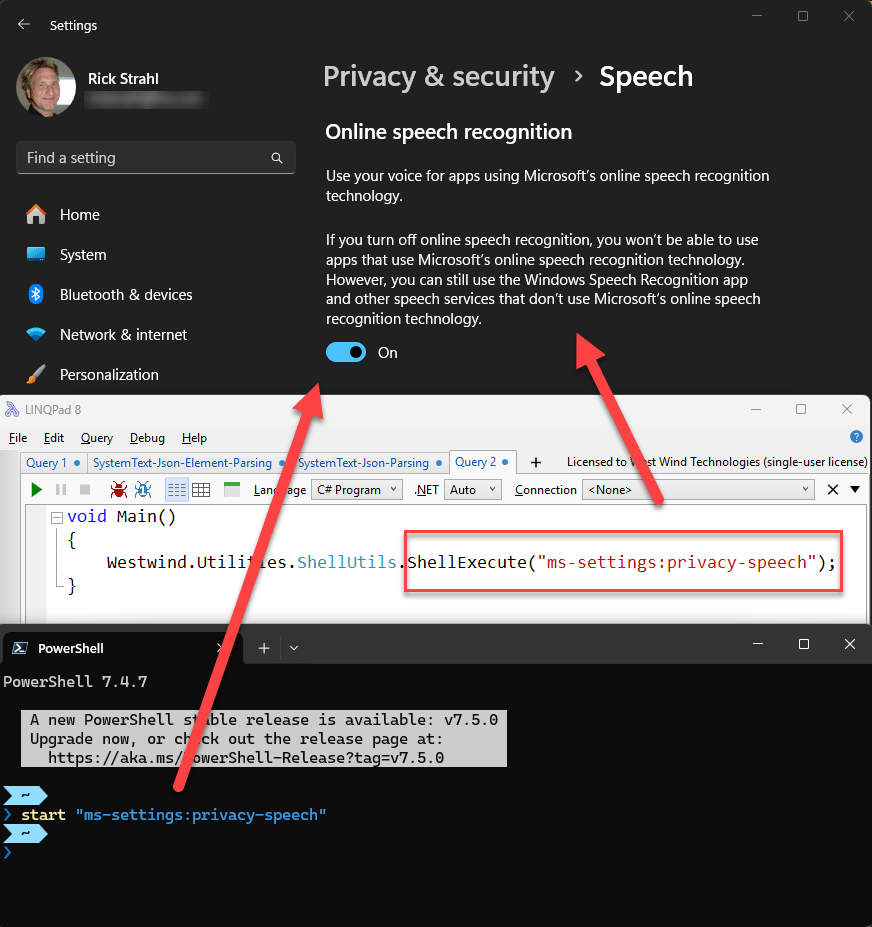 Settings
Rick Strahl
Find a setting
Home
System
Bluetooth & devices
Network & internet
Personalization
Privacy & security › Speech
Online speech recognition
Use your voice for apps using Microsoft's online speech recognition
technology.
If you turn off online speech recognition, you won't be able to use
apps that use Microsoft's online speech recognition technology.
However, you can still use the Windows Speech Recognition app
and other speech services that don't use Microsoft's online speech
recognition technology.
On
LINQPad 8
File Edit Query Debug Help
Query 1 SystemText-Json-Element-Parsing SystemText-Json-Parsing Query 2 + Licensed to West Wind Technologies (single-user license)
Language C# Program .NET Auto Connection <None>
void Main()
{
Westwind.Utilities.ShellUtils.ShellExecute("ms-settings:privacy-speech");
}
PowerShell
PowerShell 7.4.7
A new PowerShell stable release is available: v7.5.0
Upgrade now, or check out the release page at:
https://aka.ms/PowerShell-Release?tag=v7.5.0
~
❯ start "ms-settings:privacy-speech"
~
❯